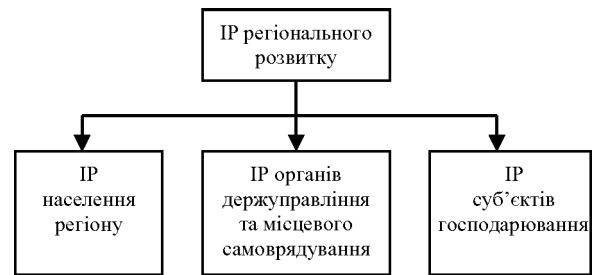 ІР регіонального
розвитку
ІР
населення
регіону
ІР органів
держуправління
та місцевого
самоврядування
ІР
суб’єктів
господарювання